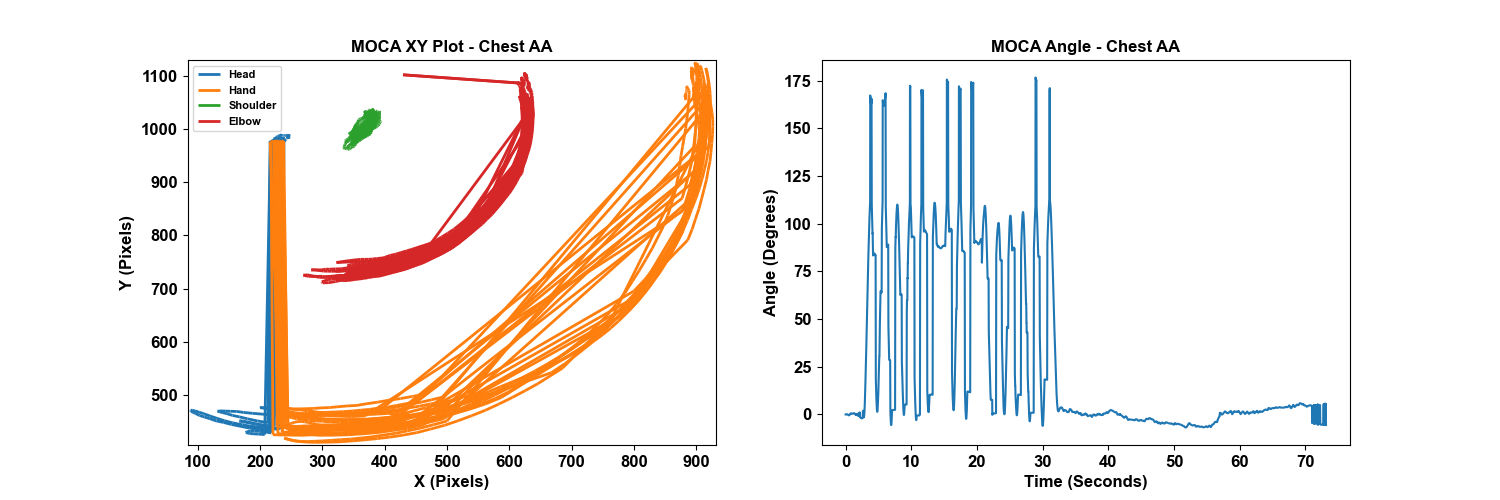 MOCA XY Plot - Chest AA
Head
Hand
Shoulder
Elbow
1100
1000
900
800
700
600
500
Y (Pixels)
100 200 300 400 500 600 700 800 900
X (Pixels)
MOCA Angle - Chest AA
175
150
125
100
75
50
25
0
Angle (Degrees)
0 10 20 30 40 50 60 70
Time (Seconds)